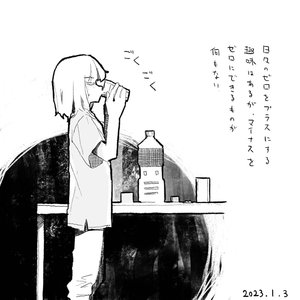 日々のゼロをプラスにする
趣味はあるが、マイナスを
ゼロにできるものが
何もない
ごく
ごく
2023.1.3